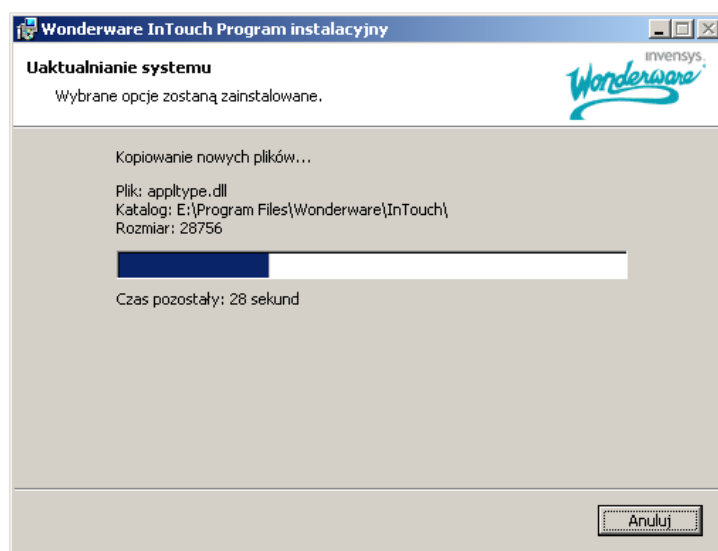 Wonderware InTouch Program instalacyjny
Uaktualnianie systemu
Wybrane opcje zostaną zainstalowane.
invensys.
Wonderware
Kopiowanie nowych plików...
Plik: appltype.dll
Katalog: E:\Program Files\Wonderware\InTouch\
Rozmiar: 28756
Czas pozostały: 28 sekund
Anuluj